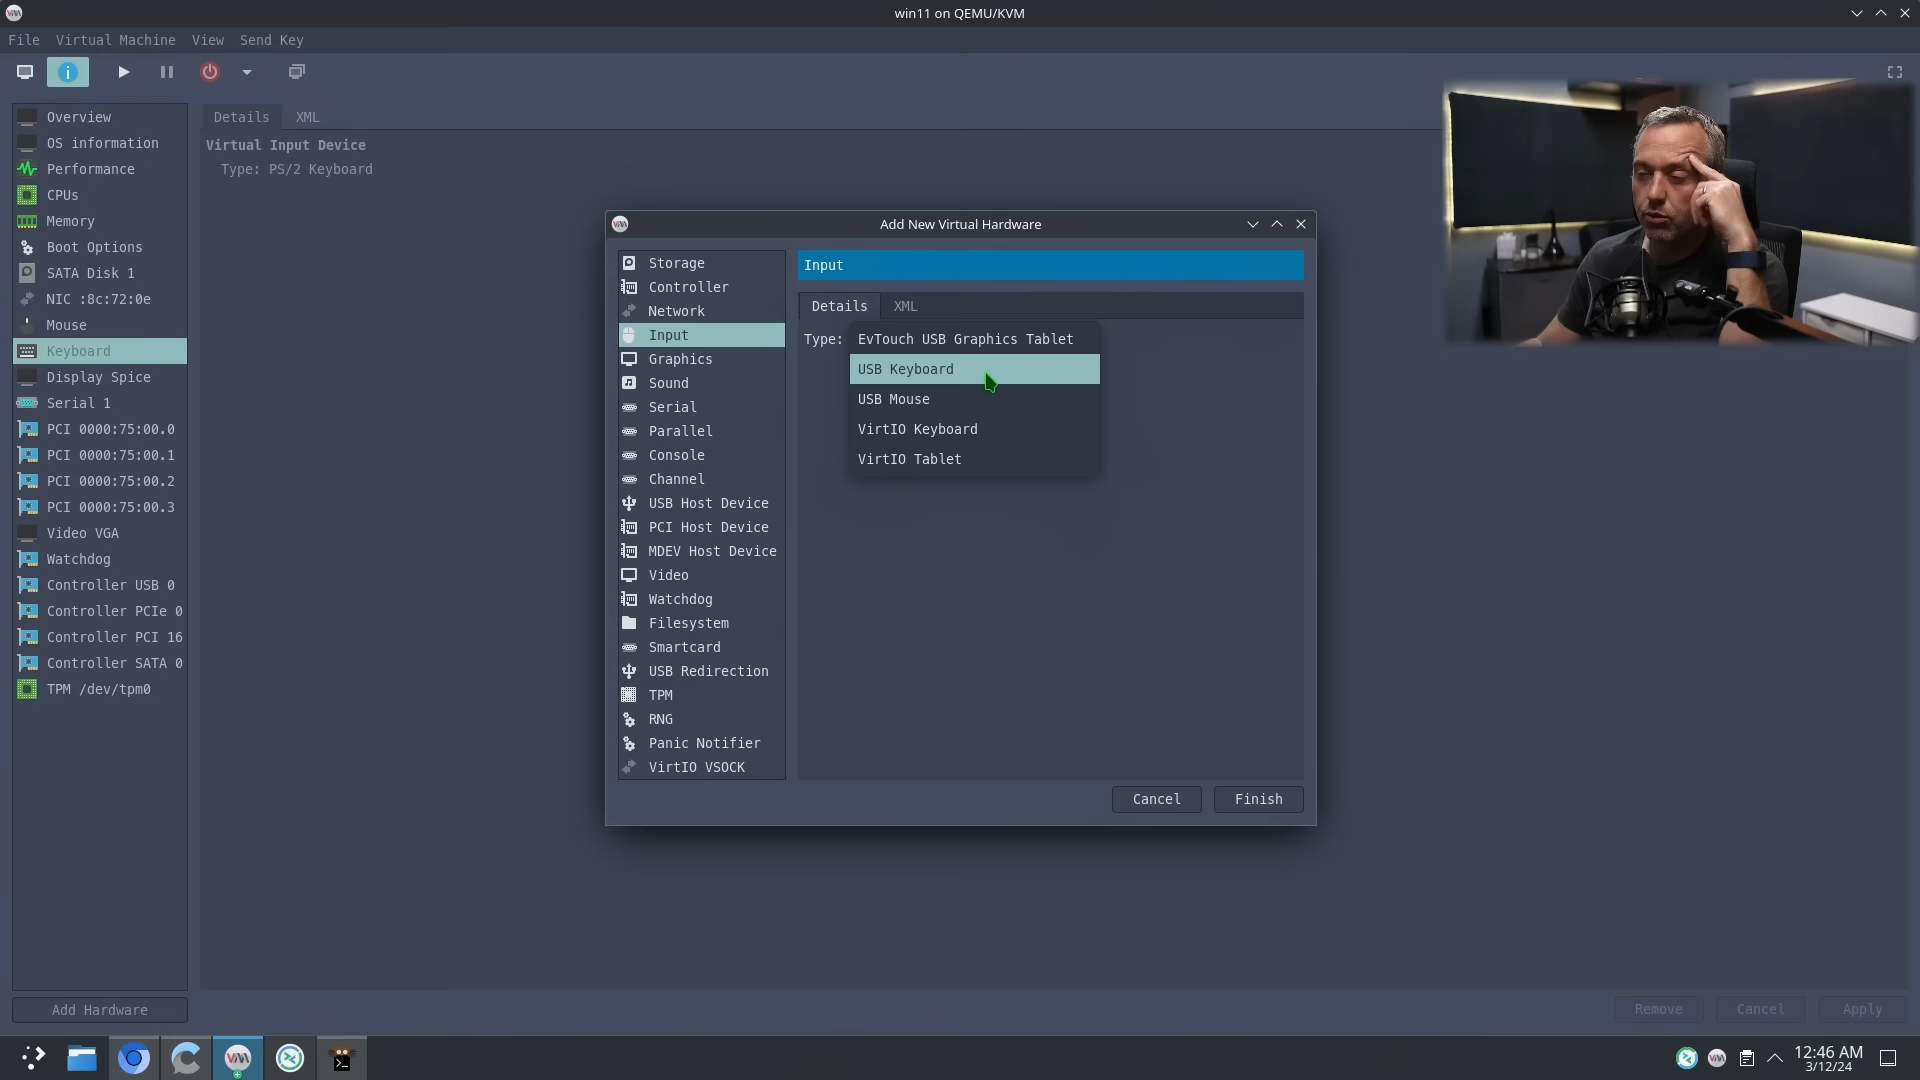 win11 on QEMU/KVM
File Virtual Machine View Send Key
Overview
OS information
Performance
CPUs
Memory
Boot Options
SATA Disk 1
NIC :8c:72:0e
Mouse
Keyboard
Display Spice
Serial 1
PCI 0000:75:00.0
PCI 0000:75:00.1
PCI 0000:75:00.2
PCI 0000:75:00.3
Video VGA
Watchdog
Controller USB 0
Controller PCIe 0
Controller PCI 16
Controller SATA 0
TPM /dev/tpm0
Add Hardware
Details XML
Virtual Input Device
Type: PS/2 Keyboard
Add New Virtual Hardware
Storage
Controller
Network
Input
Graphics
Sound
Serial
Parallel
Console
Channel
USB Host Device
PCI Host Device
MDEV Host Device
Video
Watchdog
Filesystem
Smartcard
USB Redirection
TPM
RNG
Panic Notifier
VirtIO VSOCK
Input
Details XML
Type: EvTouch USB Graphics Tablet
USB Keyboard
USB Mouse
VirtIO Keyboard
VirtIO Tablet
Cancel Finish
Remove Cancel Apply
12:46 AM
3/12/24